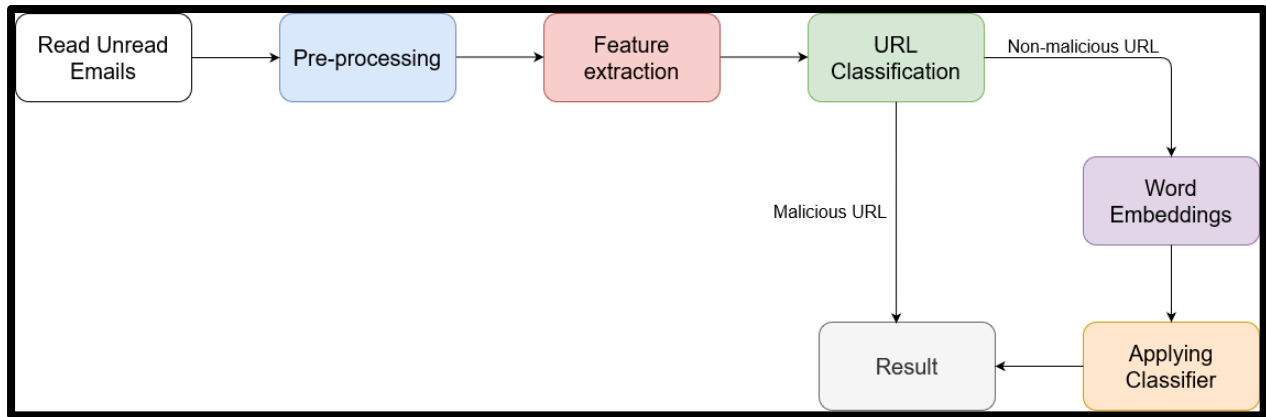 Read Unread
Emails
Pre-processing
Feature
extraction
URL
Classification
Non-malicious URL
Malicious URL
Word
Embeddings
Result
Applying
Classifier